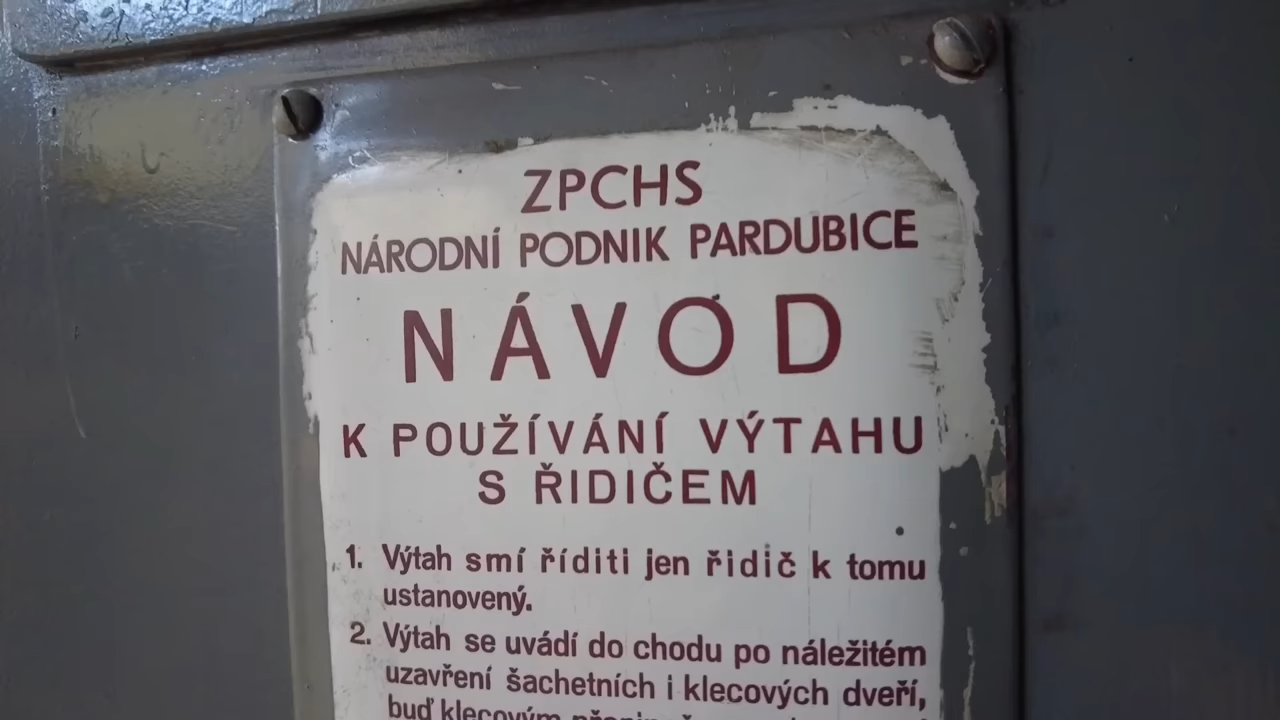 ZPCHS
NÁRODNÍ PODNIK PARDUBICE
NÁVOD
K POUŽÍVÁNÍ VÝTAHU
S ŘIDIČEM
1. Výtah smí říditi jen řidič k tomu
ustanovený.
2. Výtah se uvádí do chodu po náležitém
uzavření šachetních i klecových dveří,
buď klecovým